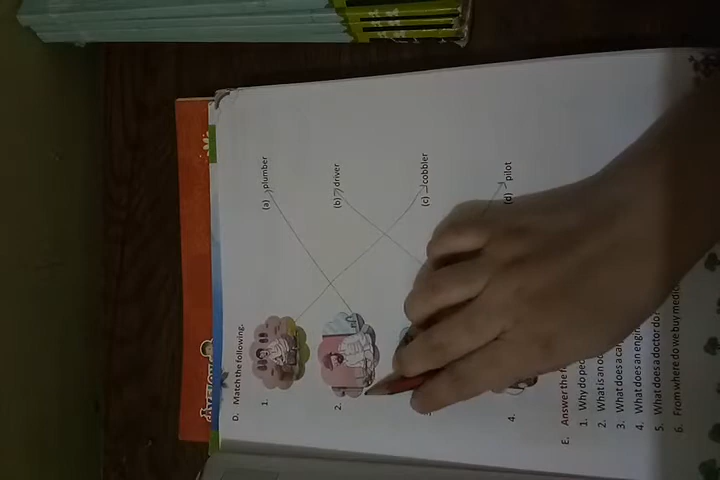 D. Match the following.
1.
(a) plumber
2.
(b) driver
(c) cobbler
4.
(d) pilot
E. Answer the f
1. Why do peo
2. What is an o
3. What does a car
4. What does an engin
5. What does a doctor do
6. From where do we buy medic